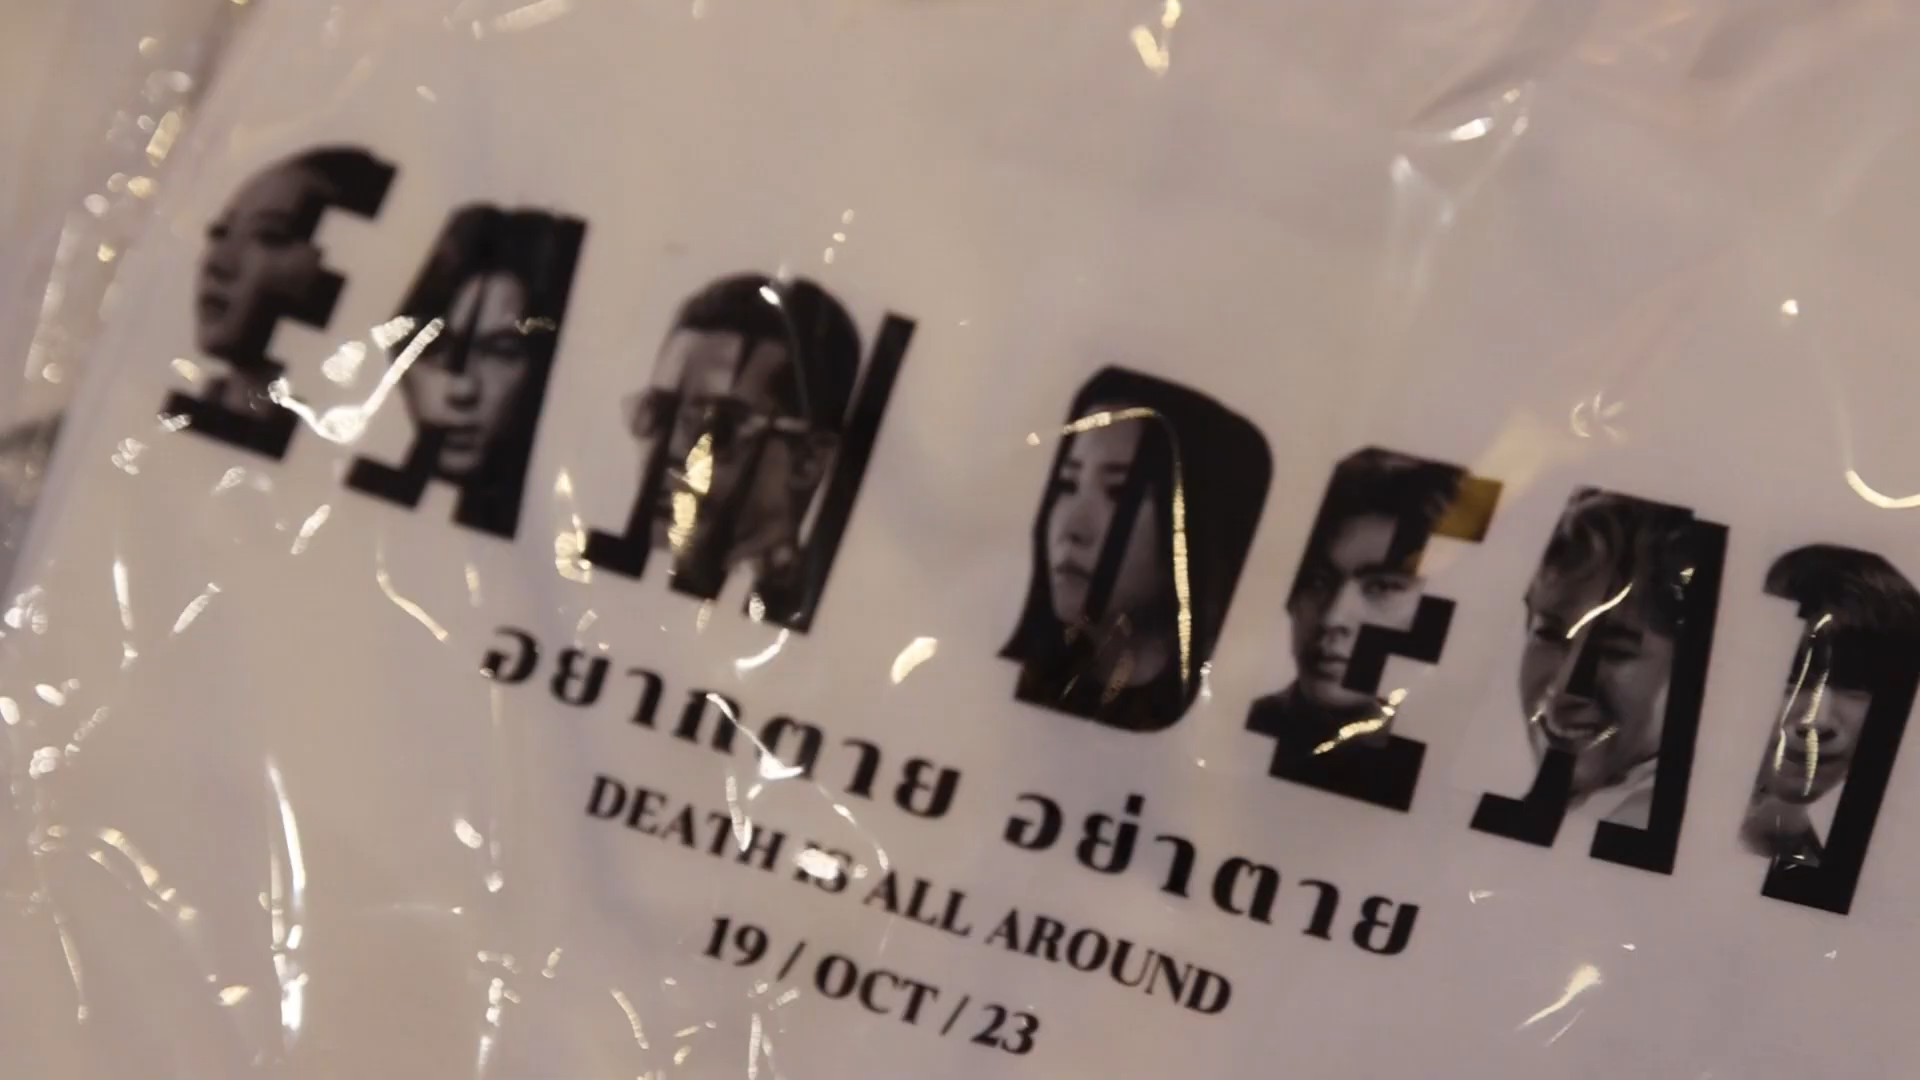 อยากตาย อย่าตาย
DEATH IS ALL AROUND
19 / OCT / 23